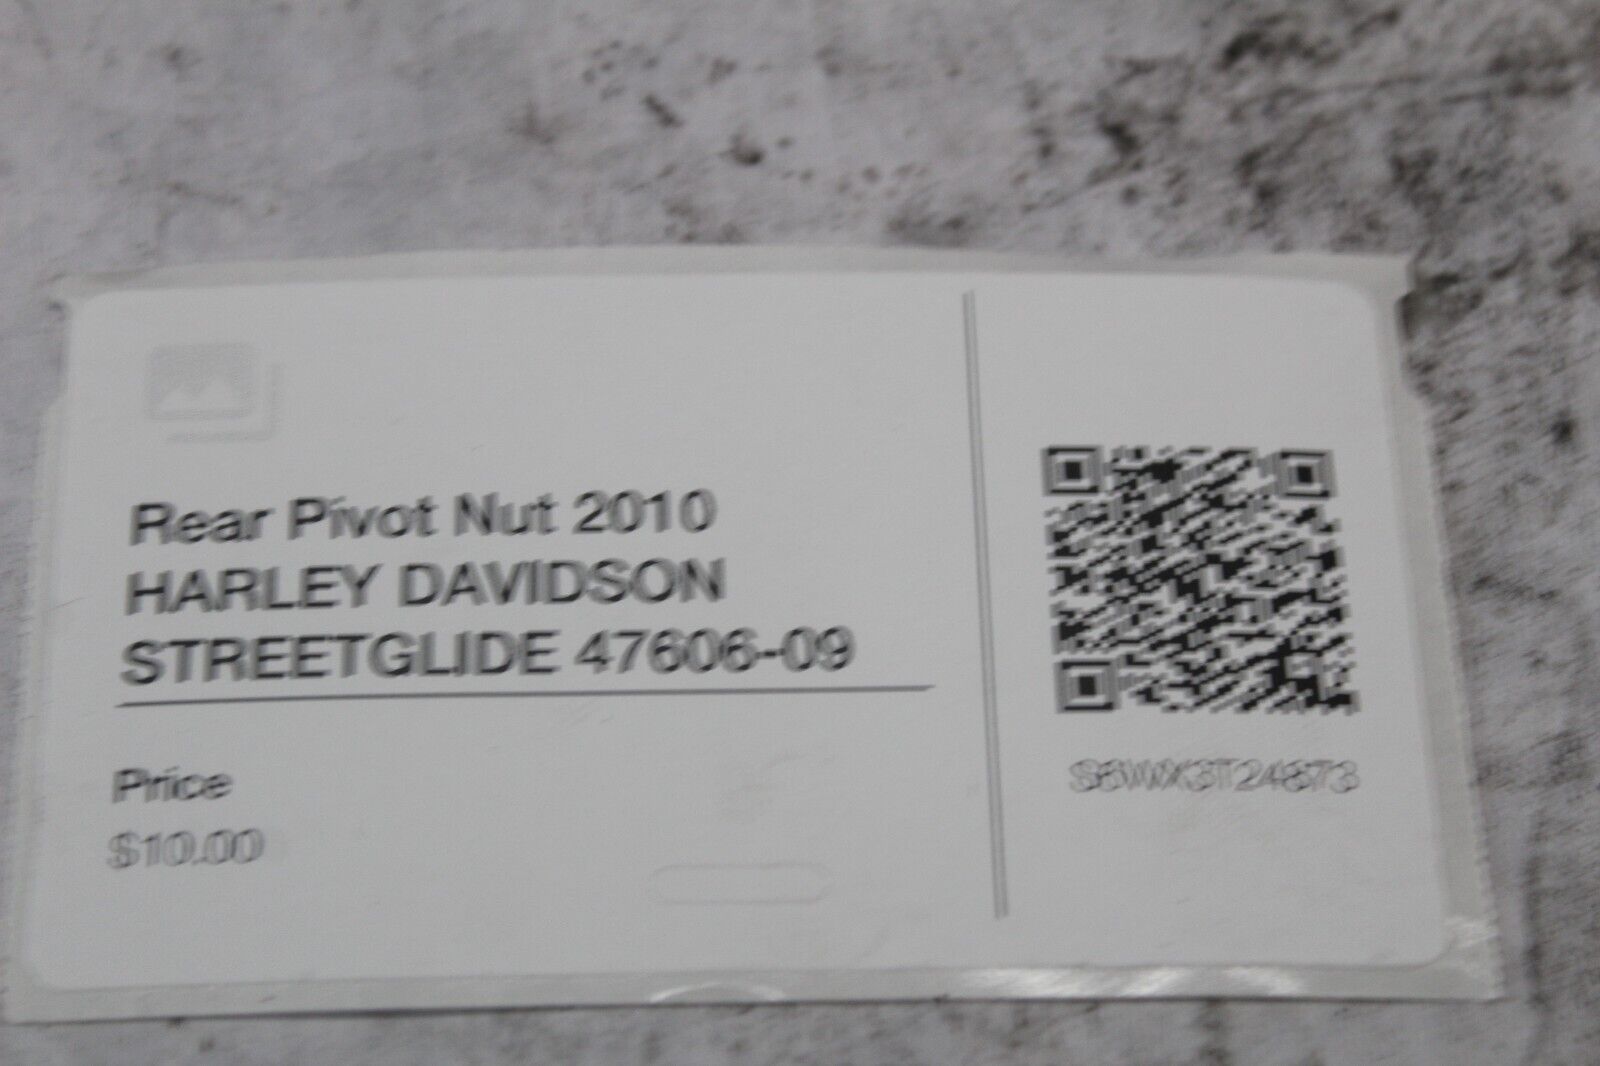 Rear Pivot Nut 2010
HARLEY DAVIDSON
STREETGLIDE 47606-09
Price
$10.00